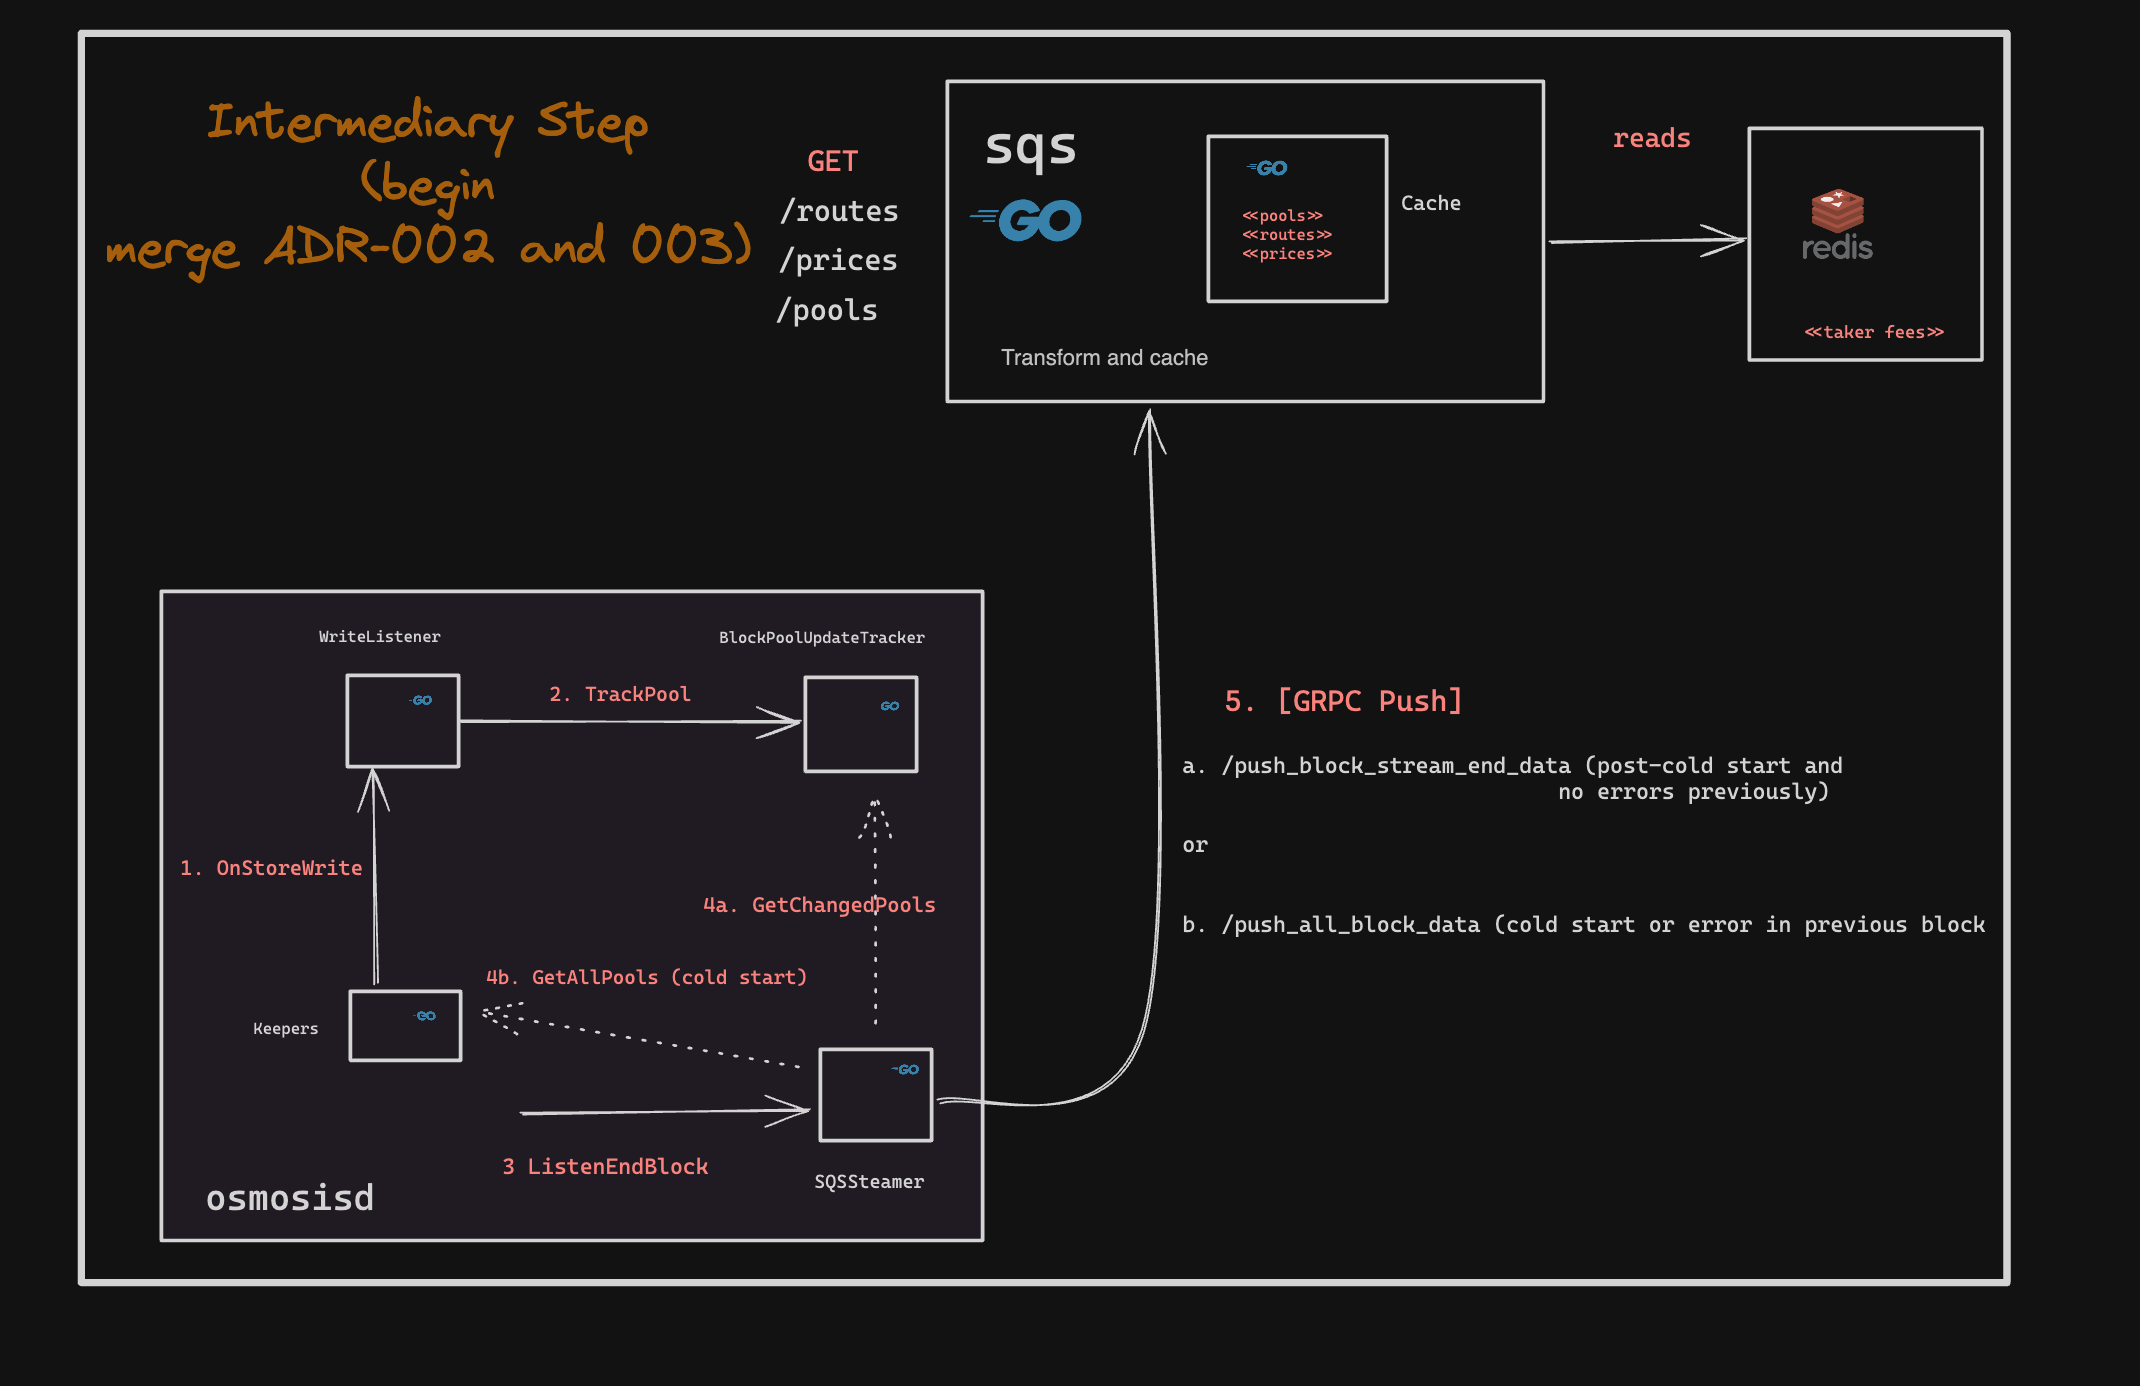 Intermediary Step
(begin
merge ADR-002 and 003)
GET
/routes
/prices
/pools
sqs
GO
GO
<<pools>>
<<routes>>
<<prices>>
Cache
Transform and cache
reads
redis
<<taker fees>>
WriteListener
GO
2. TrackPool
BlockPoolUpdateTracker
GO
1. OnStoreWrite
4a. GetChangedPools
4b. GetAllPools (cold start)
Keepers
GO
GO
3 ListenEndBlock
SQSSteamer
osmosisd
5. [GRPC Push]
a. /push_block_stream_end_data (post-cold start and
no errors previously)
or
b. /push_all_block_data (cold start or error in previous block